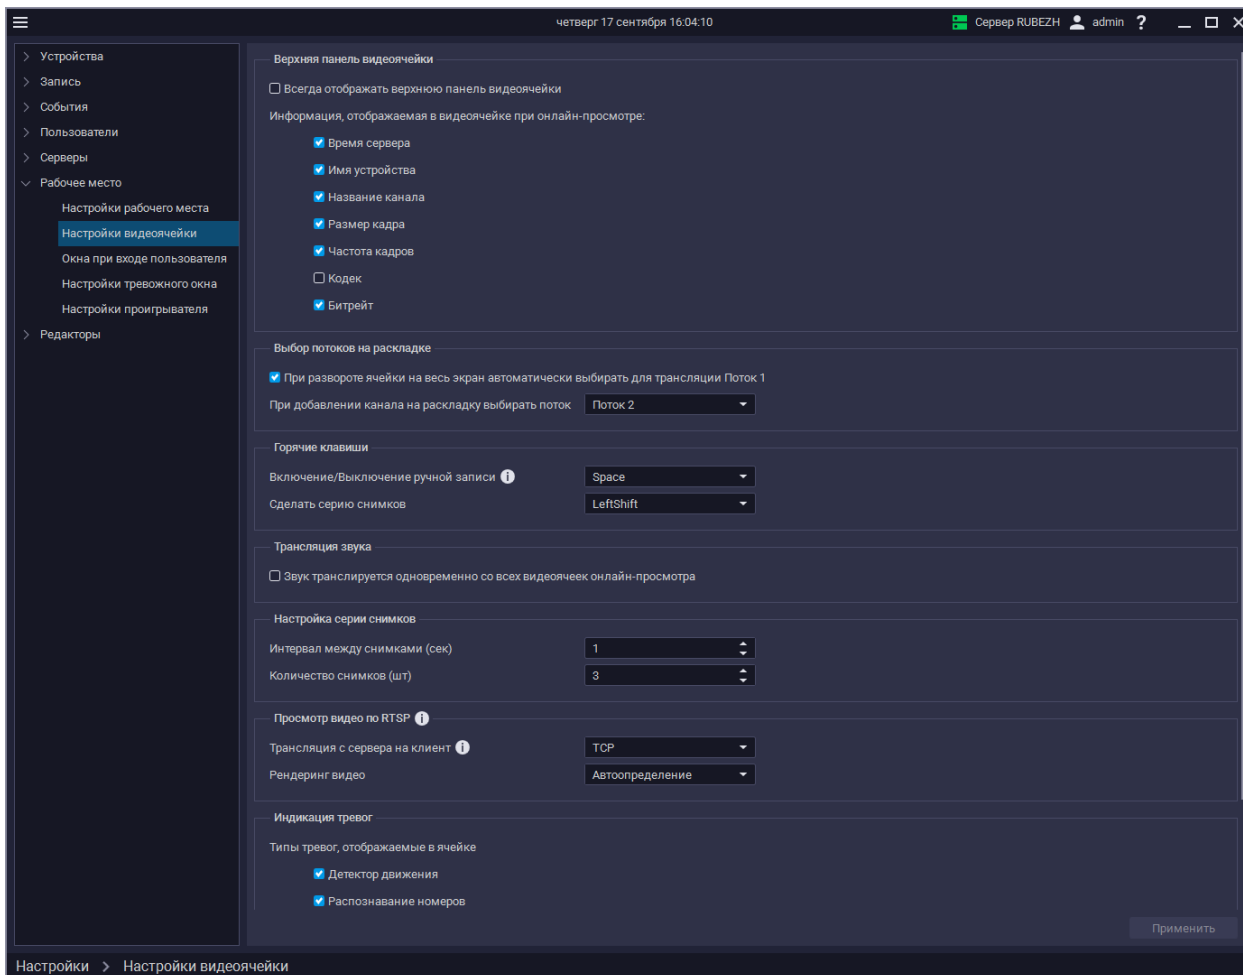 четверг 17 сентября 16:04:10
Сервер RUBEZH admin ?
Устройства
Запись
События
Пользователи
Серверы
Рабочее место
Настройки рабочего места
Настройки видеоячейки
Окна при входе пользователя
Настройки тревожного окна
Настройки проигрывателя
Редакторы
Верхняя панель видеоячейки
Всегда отображать верхнюю панель видеоячейки
Информация, отображаемая в видеоячейке при онлайн-просмотре:
Время сервера
Имя устройства
Название канала
Размер кадра
Частота кадров
Кодек
Битрейт
Выбор потоков на раскладке
При развороте ячейки на весь экран автоматически выбирать для трансляции Поток 1
При добавлении канала на раскладку выбирать поток Поток 2
Горячие клавиши
Включение/Выключение ручной записи Space
Сделать серию снимков LeftShift
Трансляция звука
Звук транслируется одновременно со всех видеоячеек онлайн-просмотра
Настройка серии снимков
Интервал между снимками (сек) 1
Количество снимков (шт) 3
Просмотр видео по RTSP
Трансляция с сервера на клиент TCP
Рендеринг видео Автоопределение
Индикация тревог
Типы тревог, отображаемые в ячейке
Детектор движения
Распознавание номеров
Применить
Настройки > Настройки видеоячейки